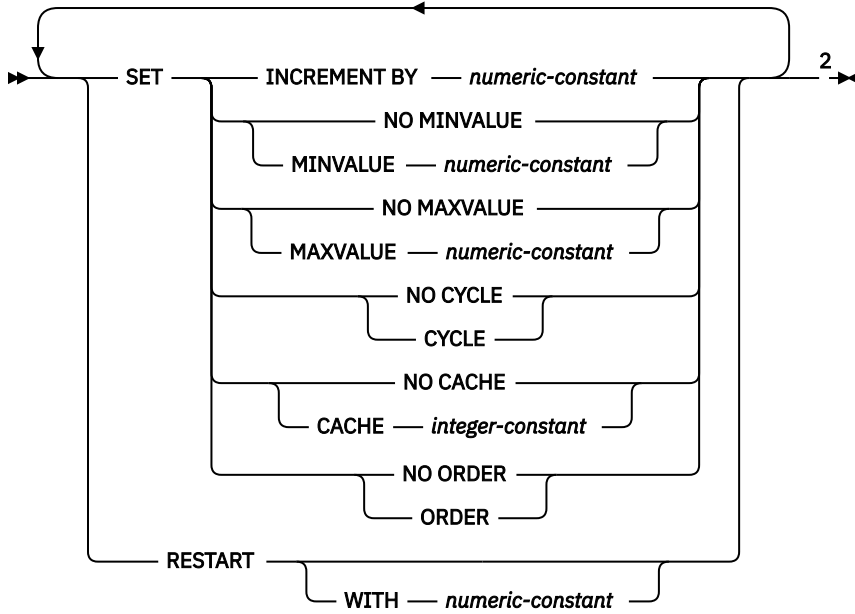 2
SET INCREMENT BY numeric-constant
NO MINVALUE
MINVALUE numeric-constant
NO MAXVALUE
MAXVALUE numeric-constant
NO CYCLE
CYCLE
NO CACHE
CACHE integer-constant
NO ORDER
ORDER
RESTART
WITH numeric-constant